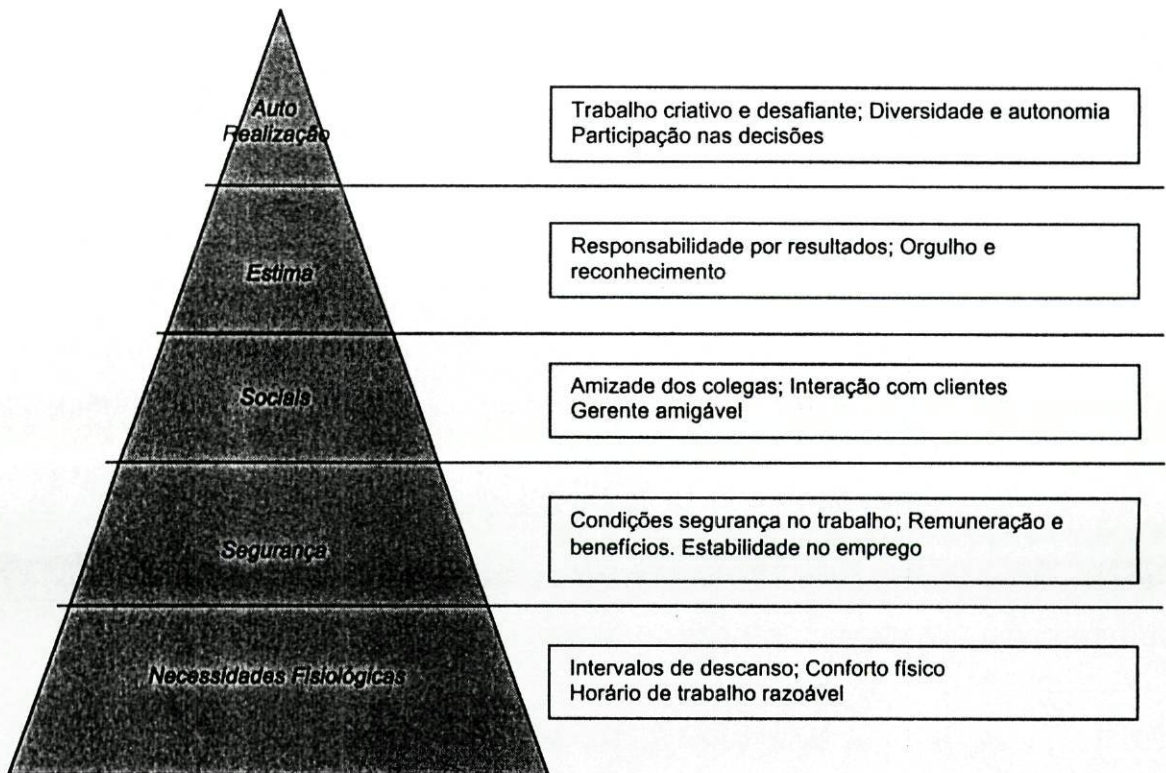 Auto
Realização
Trabalho criativo e desafiante; Diversidade e autonomia
Participação nas decisões
Estima
Responsabilidade por resultados; Orgulho e
reconhecimento
Sociais
Amizade dos colegas; Interação com clientes
Gerente amigável
Segurança
Condições segurança no trabalho; Remuneração e
benefícios. Estabilidade no emprego
Necessidades Fisiológicas
Intervalos de descanso; Conforto físico
Horário de trabalho razoável